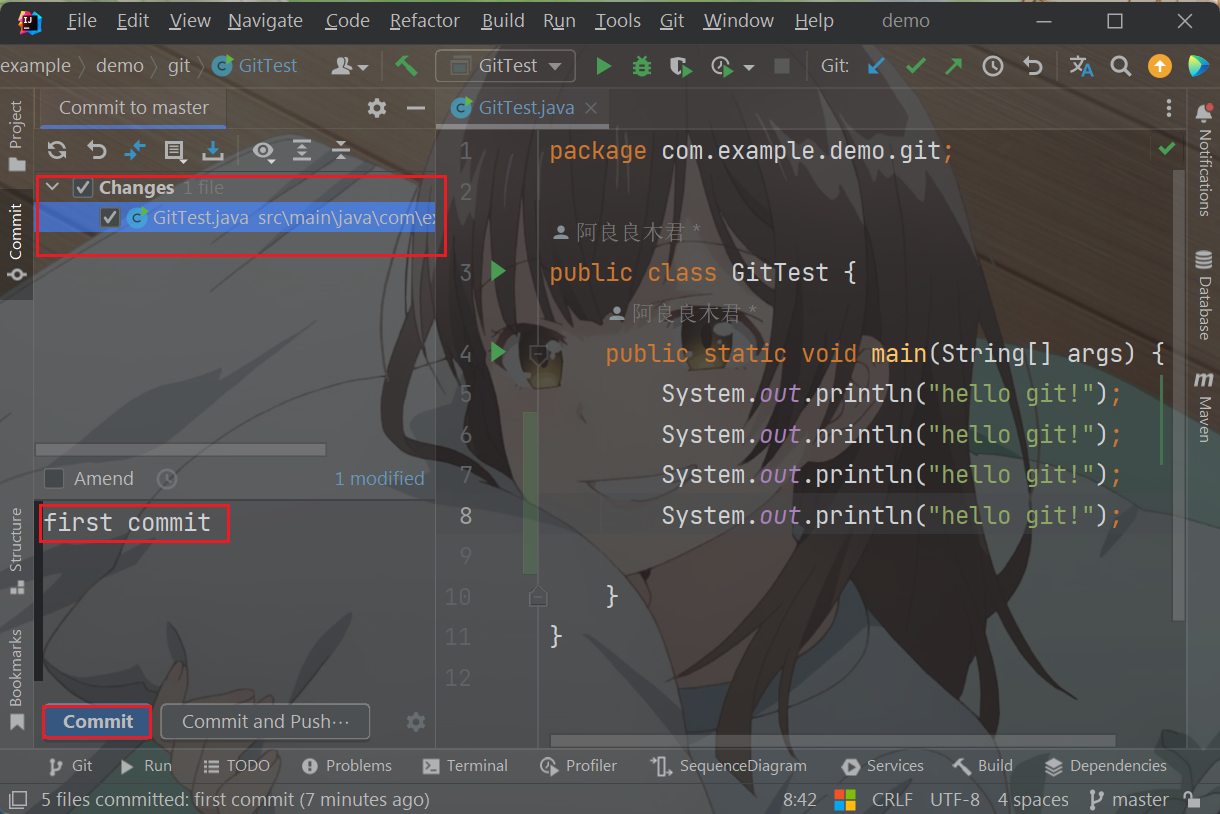 File Edit View Navigate Code Refactor Build Run Tools Git Window Help demo
example demo git GitTest GitTest Git:
Project
Commit
Structure
Bookmarks
Commit to master
Changes 1 file
GitTest.java src\main\java\com\ex
Amend 1 modified
first commit
Commit Commit and Push…
GitTest.java
1 package com.example.demo.git;
2
阿良良木君 *
3 public class GitTest {
阿良良木君 *
4 public static void main(String[] args) {
5 System.out.println("hello git!");
6 System.out.println("hello git!");
7 System.out.println("hello git!");
8 System.out.println("hello git!");
9
10 }
11 }
12
Notifications
Database
Maven
Git Run TODO Problems Terminal Profiler SequenceDiagram Services Build Dependencies
5 files committed: first commit (7 minutes ago) 8:42 CRLF UTF-8 4 spaces master